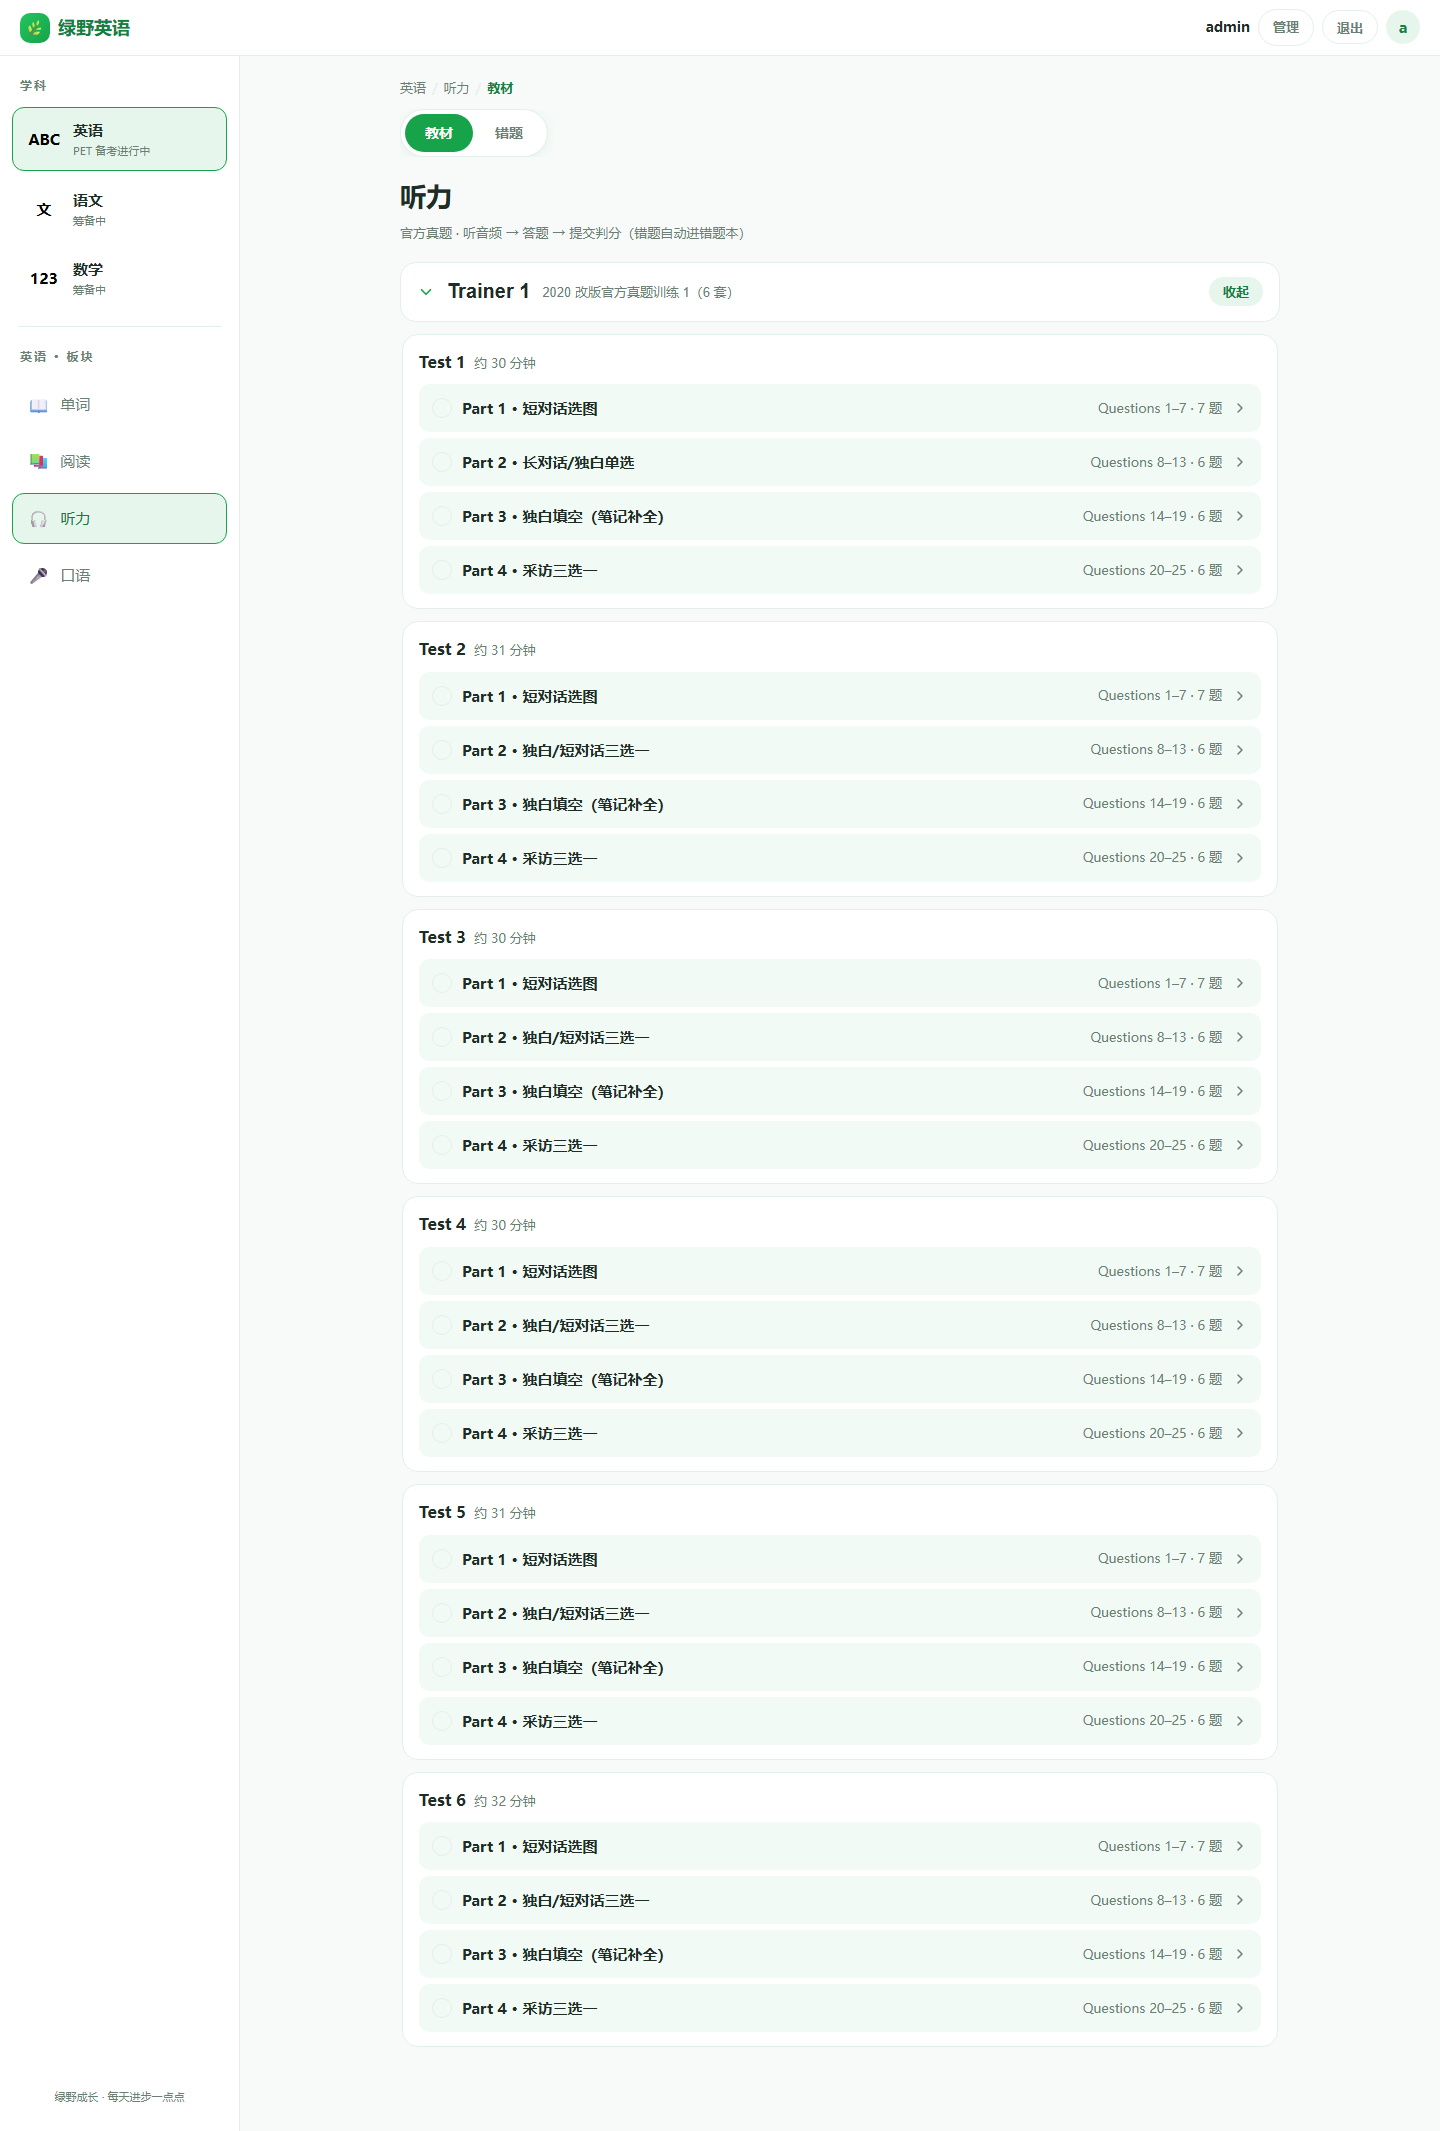 绿野英语
admin
管理
退出
a
学科
ABC
英语
PET 备考进行中
文
语文
筹备中
123
数学
筹备中
英语 · 板块
单词
阅读
听力
口语
绿野成长 · 每天进步一点点
英语 / 听力 / 教材
教材
错题
听力
官方真题 · 听音频 → 答题 → 提交判分（错题自动进错题本）
Trainer 1 2020 改版官方真题训练 1（6 套）
收起
Test 1 约 30 分钟
Part 1 · 短对话选图 Questions 1–7 · 7 题
Part 2 · 长对话/独白单选 Questions 8–13 · 6 题
Part 3 · 独白填空（笔记补全） Questions 14–19 · 6 题
Part 4 · 采访三选一 Questions 20–25 · 6 题
Test 2 约 31 分钟
Part 1 · 短对话选图 Questions 1–7 · 7 题
Part 2 · 独白/短对话三选一 Questions 8–13 · 6 题
Part 3 · 独白填空（笔记补全） Questions 14–19 · 6 题
Part 4 · 采访三选一 Questions 20–25 · 6 题
Test 3 约 30 分钟
Part 1 · 短对话选图 Questions 1–7 · 7 题
Part 2 · 独白/短对话三选一 Questions 8–13 · 6 题
Part 3 · 独白填空（笔记补全） Questions 14–19 · 6 题
Part 4 · 采访三选一 Questions 20–25 · 6 题
Test 4 约 30 分钟
Part 1 · 短对话选图 Questions 1–7 · 7 题
Part 2 · 独白/短对话三选一 Questions 8–13 · 6 题
Part 3 · 独白填空（笔记补全） Questions 14–19 · 6 题
Part 4 · 采访三选一 Questions 20–25 · 6 题
Test 5 约 31 分钟
Part 1 · 短对话选图 Questions 1–7 · 7 题
Part 2 · 独白/短对话三选一 Questions 8–13 · 6 题
Part 3 · 独白填空（笔记补全） Questions 14–19 · 6 题
Part 4 · 采访三选一 Questions 20–25 · 6 题
Test 6 约 32 分钟
Part 1 · 短对话选图 Questions 1–7 · 7 题
Part 2 · 独白/短对话三选一 Questions 8–13 · 6 题
Part 3 · 独白填空（笔记补全） Questions 14–19 · 6 题
Part 4 · 采访三选一 Questions 20–25 · 6 题